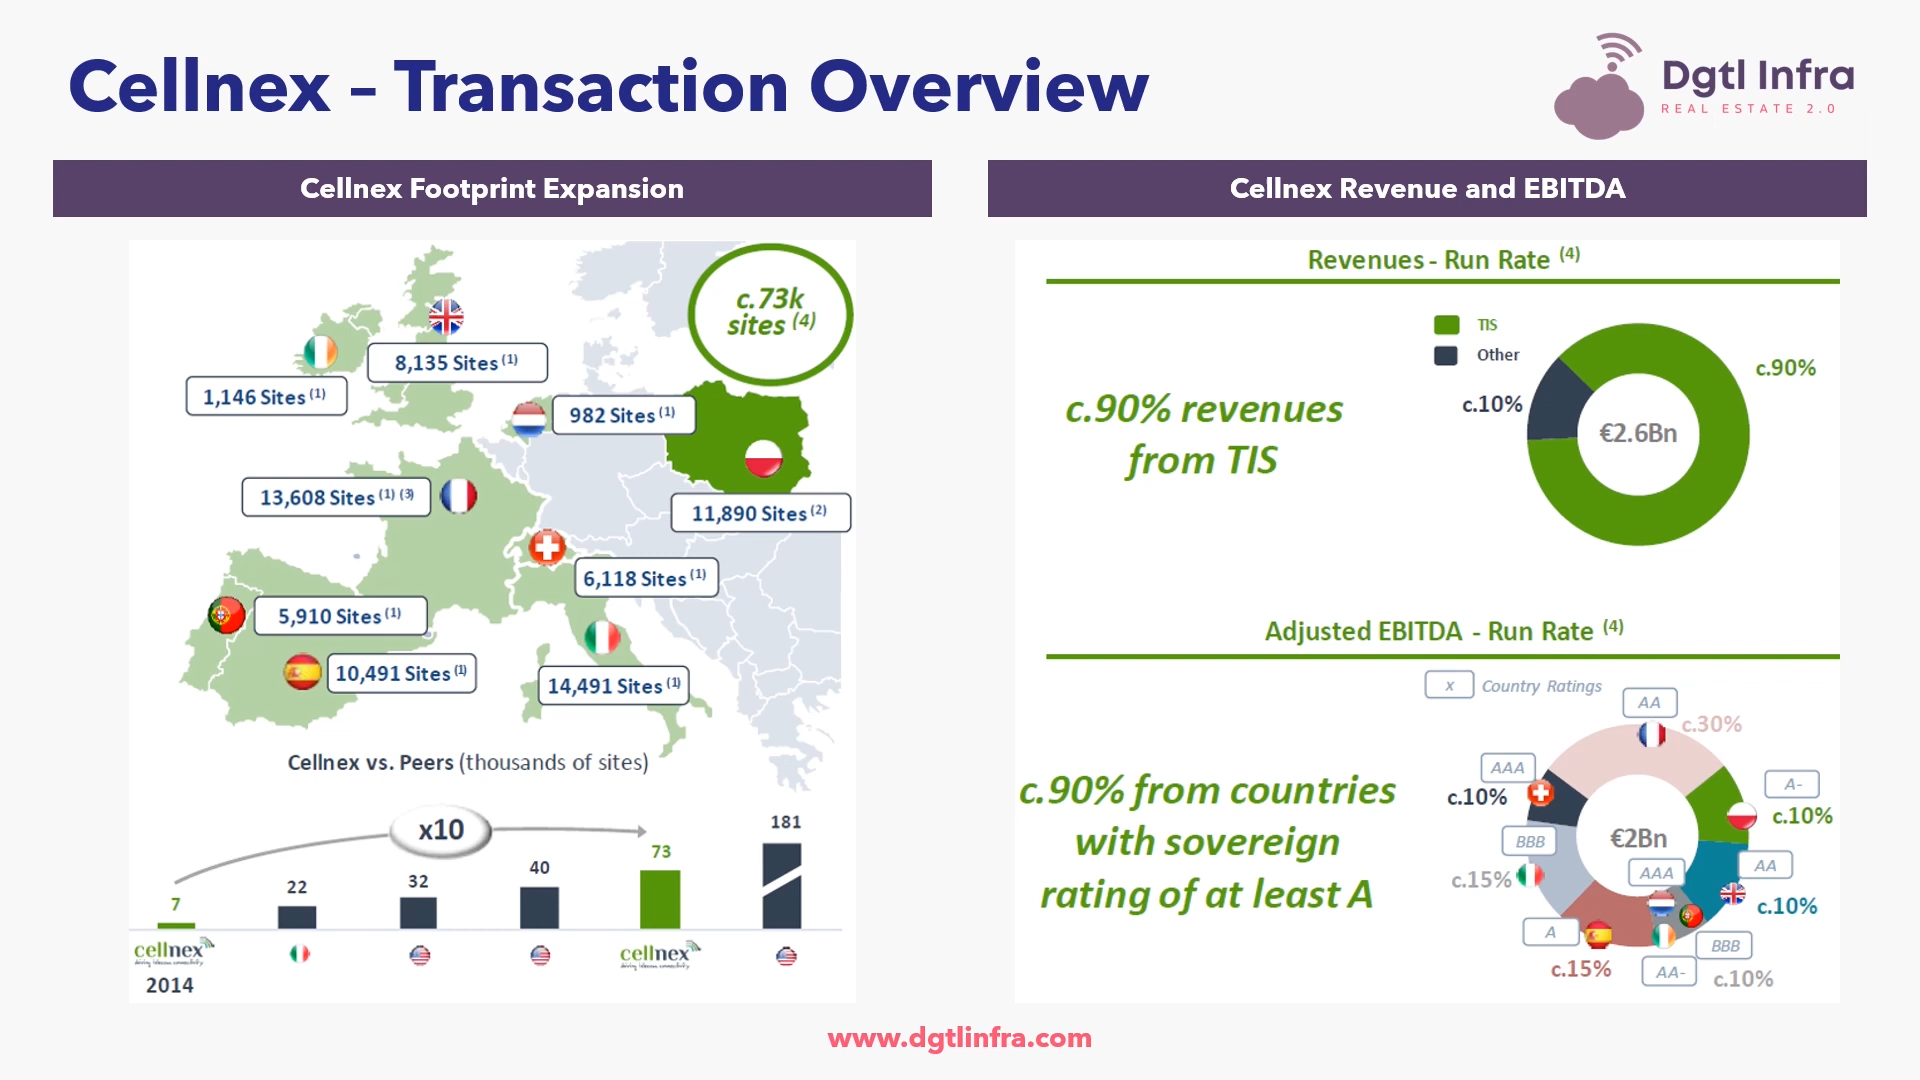 Cellnex – Transaction Overview
Dgtl Infra
REAL ESTATE 2.0
Cellnex Footprint Expansion
c.73k
sites (4)
8,135 Sites (1)
1,146 Sites (1)
982 Sites (1)
13,608 Sites (1) (3)
11,890 Sites (2)
6,118 Sites (1)
5,910 Sites (1)
10,491 Sites (1)
14,491 Sites (1)
Cellnex vs. Peers (thousands of sites)
x10
7
22
32
40
73
181
cellnex
driving telecom connectivity
2014
cellnex
driving telecom connectivity
Cellnex Revenue and EBITDA
Revenues - Run Rate (4)
TIS
Other
c.90%
c.10%
€2.6Bn
c.90% revenues
from TIS
Adjusted EBITDA - Run Rate (4)
x Country Ratings
AA
c.30%
AAA
c.10%
A-
c.10%
€2Bn
BBB
c.15%
AAA
AA
c.10%
A
c.15%
AA-
BBB
c.10%
c.90% from countries
with sovereign
rating of at least A
www.dgtlinfra.com